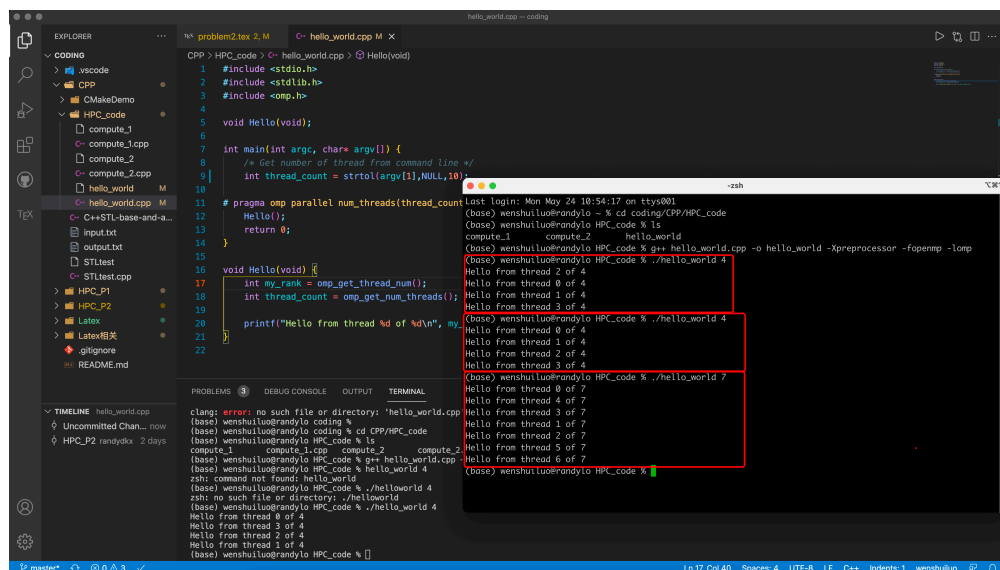 hello_world.cpp — coding
EXPLORER
CODING
.vscode
CPP
CMakeDemo
HPC_code
compute_1
compute_1.cpp
compute_2
compute_2.cpp
hello_world M
hello_world.cpp M
C++STL-base-and-a...
input.txt
output.txt
STLtest
STLtest.cpp
HPC_P1
HPC_P2
Latex
Latex相关
.gitignore
README.md
TIMELINE hello_world.cpp
Uncommitted Chan... now
HPC_P2 randydkx 2 days
problem2.tex 2, M
hello_world.cpp M
CPP > HPC_code > hello_world.cpp > Hello(void)
1 #include <stdio.h>
2 #include <stdlib.h>
3 #include <omp.h>
4
5 void Hello(void);
6
7 int main(int argc, char* argv[]) {
8 /* Get number of thread from command line */
9 int thread_count = strtol(argv[1],NULL,10);
10
11 # pragma omp parallel num_threads(thread_count
12 Hello();
13 return 0;
14 }
15
16 void Hello(void) {
17 int my_rank = omp_get_thread_num();
18 int thread_count = omp_get_num_threads();
19
20 printf("Hello from thread %d of %d\n", my_
21 }
22
PROBLEMS 3 DEBUG CONSOLE OUTPUT TERMINAL
clang: error: no such file or directory: 'hello_world.cpp'
(base) wenshuiluo@randylo coding %
(base) wenshuiluo@randylo coding % cd CPP/HPC_code
(base) wenshuiluo@randylo HPC_code % ls
compute_1 compute_1.cpp compute_2 compute_2.
(base) wenshuiluo@randylo HPC_code % g++ hello_world.cpp -
(base) wenshuiluo@randylo HPC_code % hello_world 4
zsh: command not found: hello_world
(base) wenshuiluo@randylo HPC_code % ./helloworld 4
zsh: no such file or directory: ./helloworld
(base) wenshuiluo@randylo HPC_code % ./hello_world 4
Hello from thread 0 of 4
Hello from thread 3 of 4
Hello from thread 2 of 4
Hello from thread 1 of 4
(base) wenshuiluo@randylo HPC_code %
-zsh
Last login: Mon May 24 10:54:17 on ttys001
(base) wenshuiluo@randylo ~ % cd coding/CPP/HPC_code
(base) wenshuiluo@randylo HPC_code % ls
compute_1 compute_2 hello_world
(base) wenshuiluo@randylo HPC_code % g++ hello_world.cpp -o hello_world -Xpreprocessor -fopenmp -lomp
(base) wenshuiluo@randylo HPC_code % ./hello_world 4
Hello from thread 2 of 4
Hello from thread 0 of 4
Hello from thread 1 of 4
Hello from thread 3 of 4
(base) wenshuiluo@randylo HPC_code % ./hello_world 4
Hello from thread 0 of 4
Hello from thread 1 of 4
Hello from thread 2 of 4
Hello from thread 3 of 4
(base) wenshuiluo@randylo HPC_code % ./hello_world 7
Hello from thread 0 of 7
Hello from thread 4 of 7
Hello from thread 3 of 7
Hello from thread 1 of 7
Hello from thread 2 of 7
Hello from thread 5 of 7
Hello from thread 6 of 7
(base) wenshuiluo@randylo HPC_code %
master* 0 3 Ln 17, Col 40 Spaces: 4 UTF-8 LF C++ Indents: 1 wenshuiluo